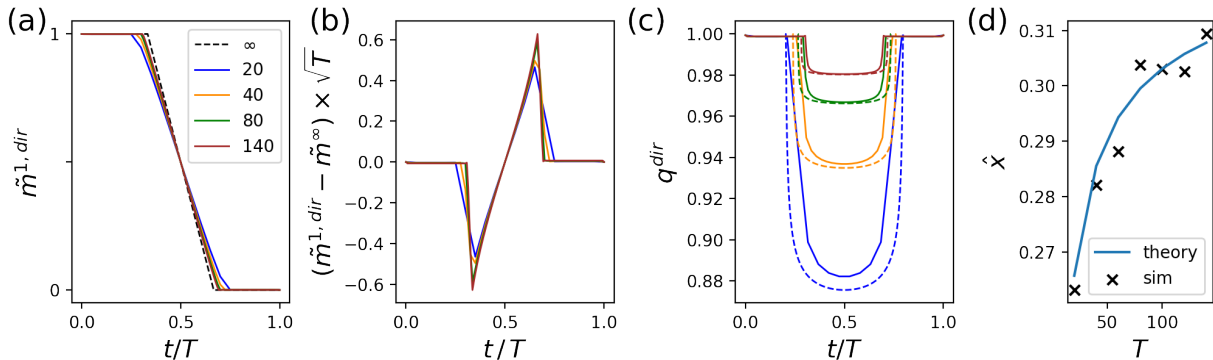 (a)
m̃^{1,dir}
1
0
0.0 0.5 1.0
t/T
∞
20
40
80
140
(b)
(m̃^{1,dir} − m̃^∞) × √T
0.6
0.4
0.2
0.0
−0.2
−0.4
−0.6
0.0 0.5 1.0
t/T
(c)
q^{dir}
1.00
0.98
0.96
0.94
0.92
0.90
0.88
0.0 0.5 1.0
t/T
(d)
x̂
0.31
0.30
0.29
0.28
0.27
50 100
T
theory
sim